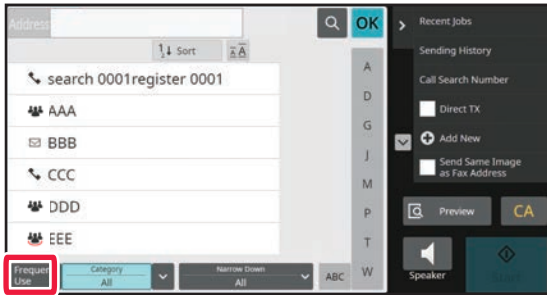 Address
OK
Sort
search 0001register 0001
AAA
BBB
CCC
DDD
EEE
A
D
G
J
M
P
T
W
Frequen
Use
Category
All
Narrow Down
All
ABC
Recent Jobs
Sending History
Call Search Number
Direct TX
Add New
Send Same Image
as Fax Address
Preview
CA
Speaker
Start